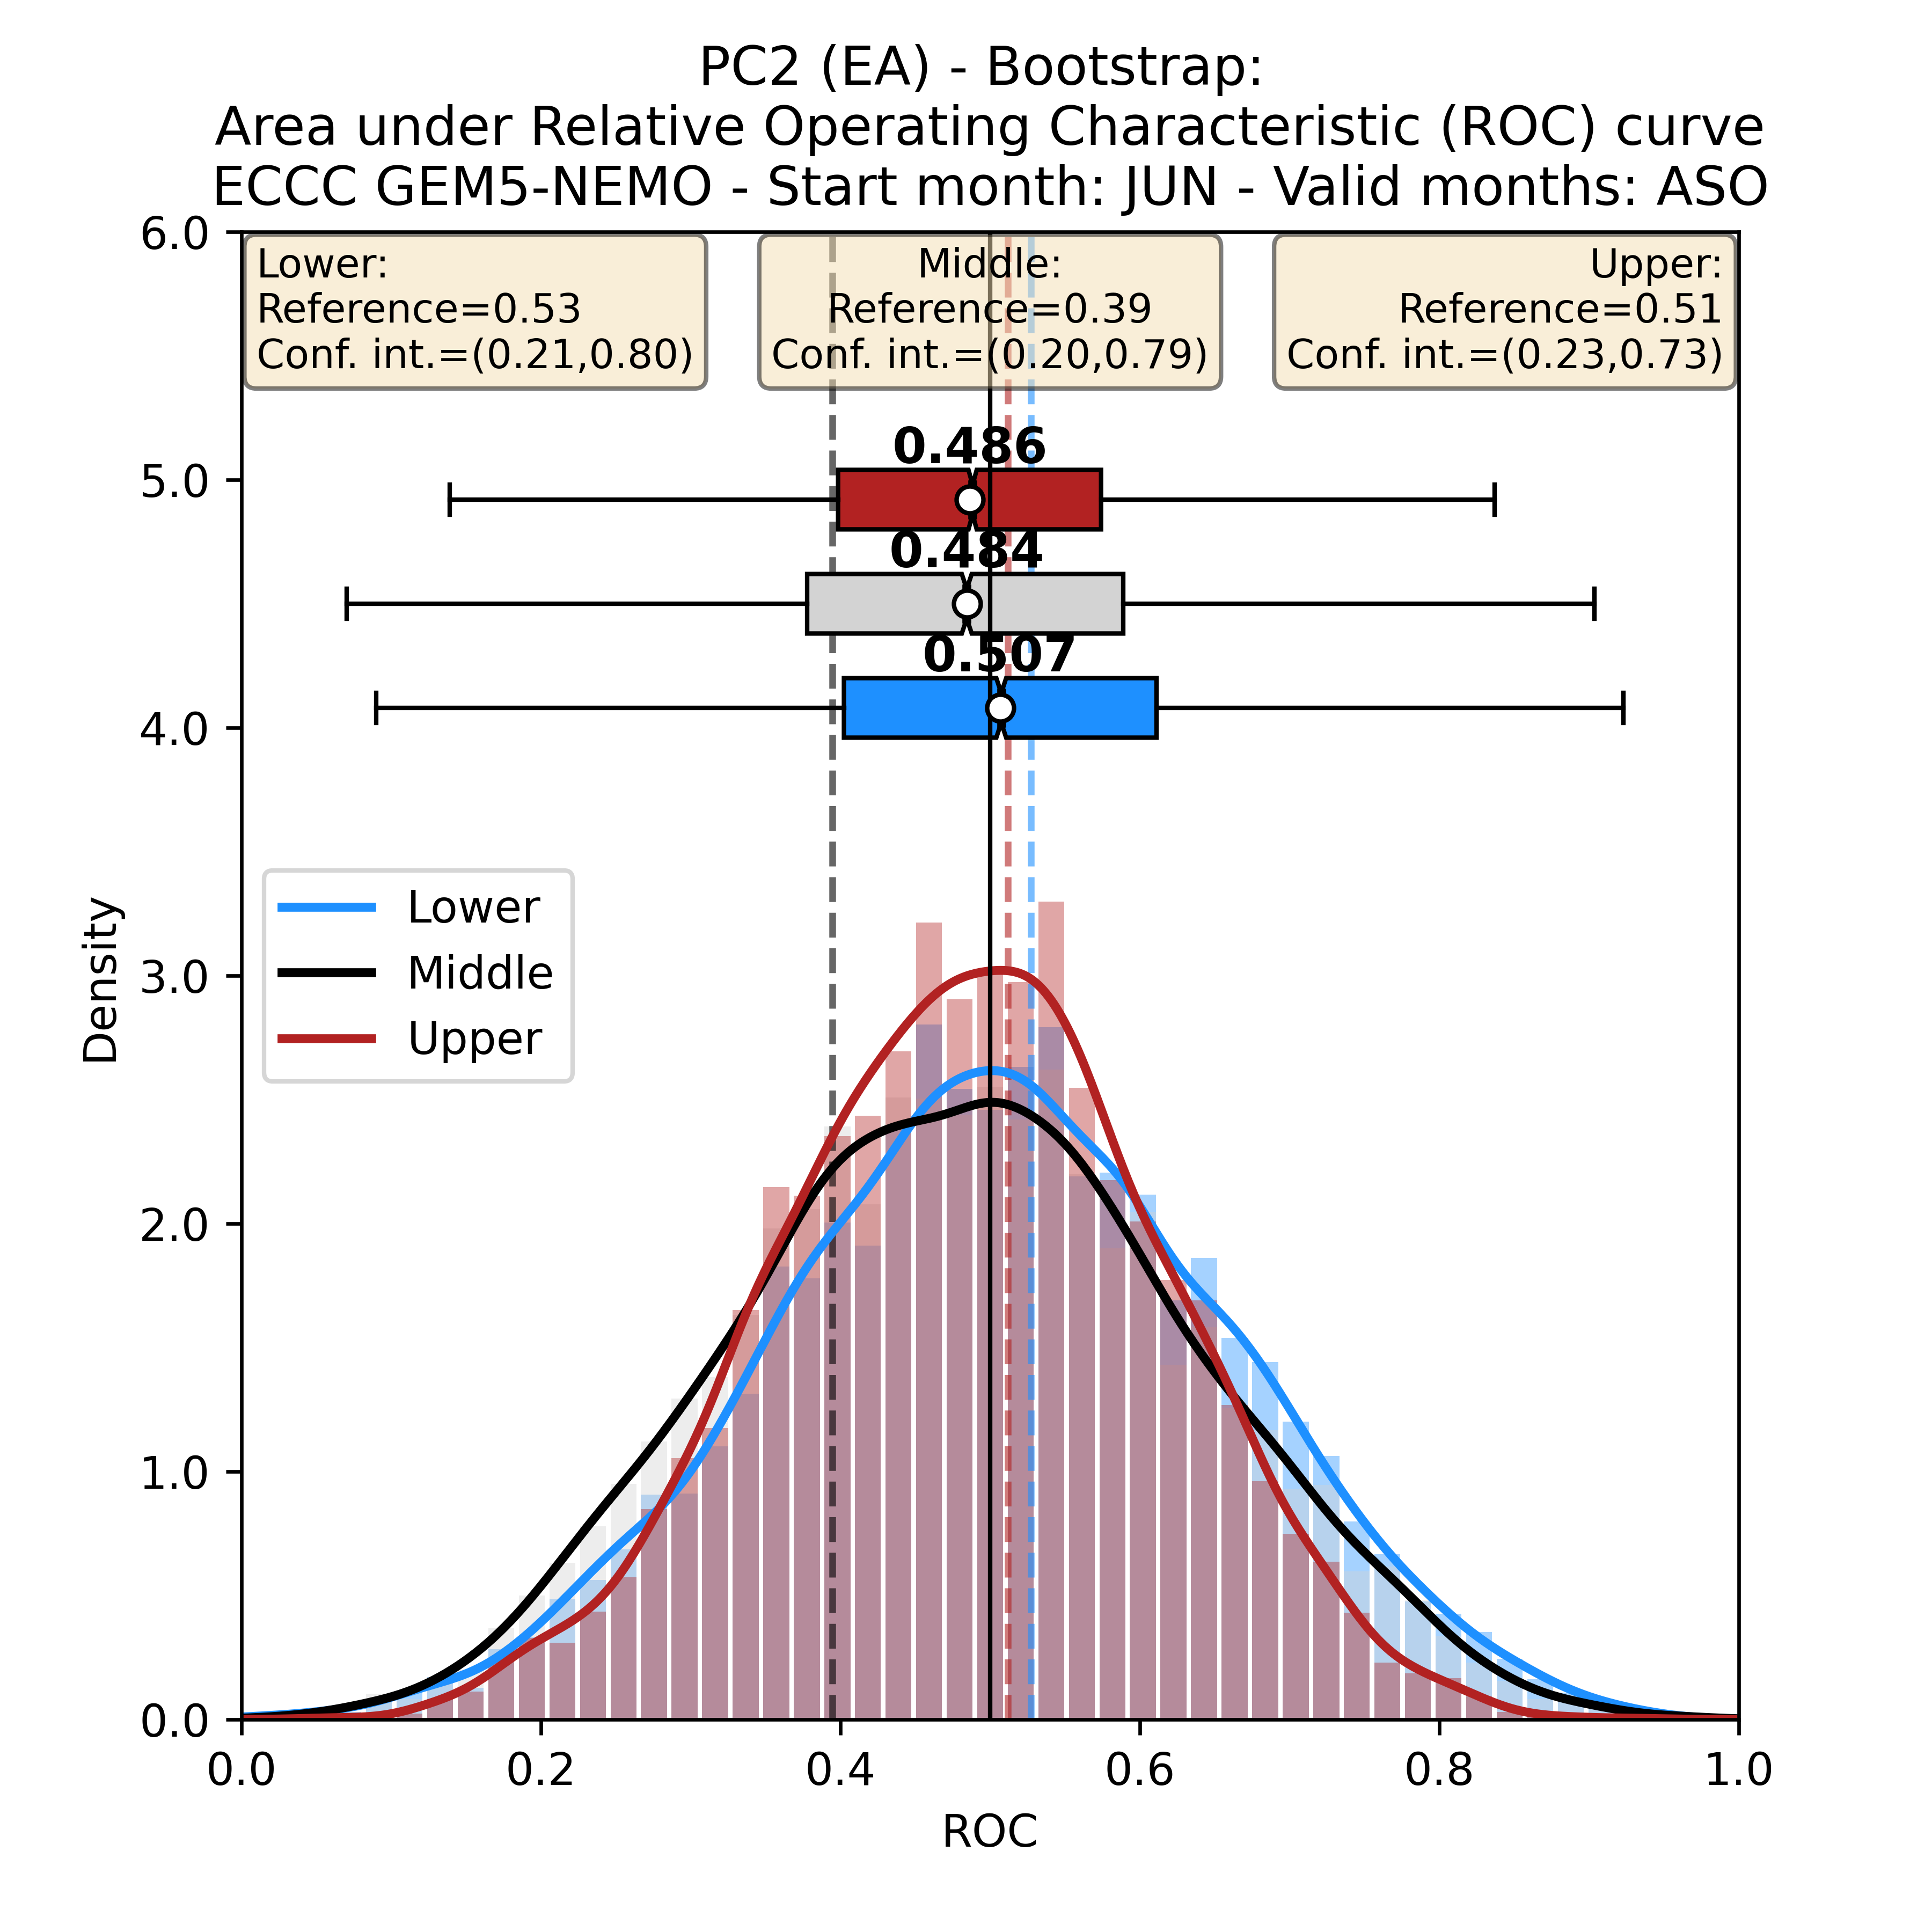 PC2 (EA) - Bootstrap:
Area under Relative Operating Characteristic (ROC) curve
ECCC GEM5-NEMO - Start month: JUN - Valid months: ASO
Lower:
Reference=0.53
Conf. int.=(0.21,0.80)
Middle:
Reference=0.39
Conf. int.=(0.20,0.79)
Upper:
Reference=0.51
Conf. int.=(0.23,0.73)
0.486
0.484
0.507
6.0
5.0
4.0
3.0
2.0
1.0
0.0
Density
Lower
Middle
Upper
0.0
0.2
0.4
0.6
0.8
1.0
ROC